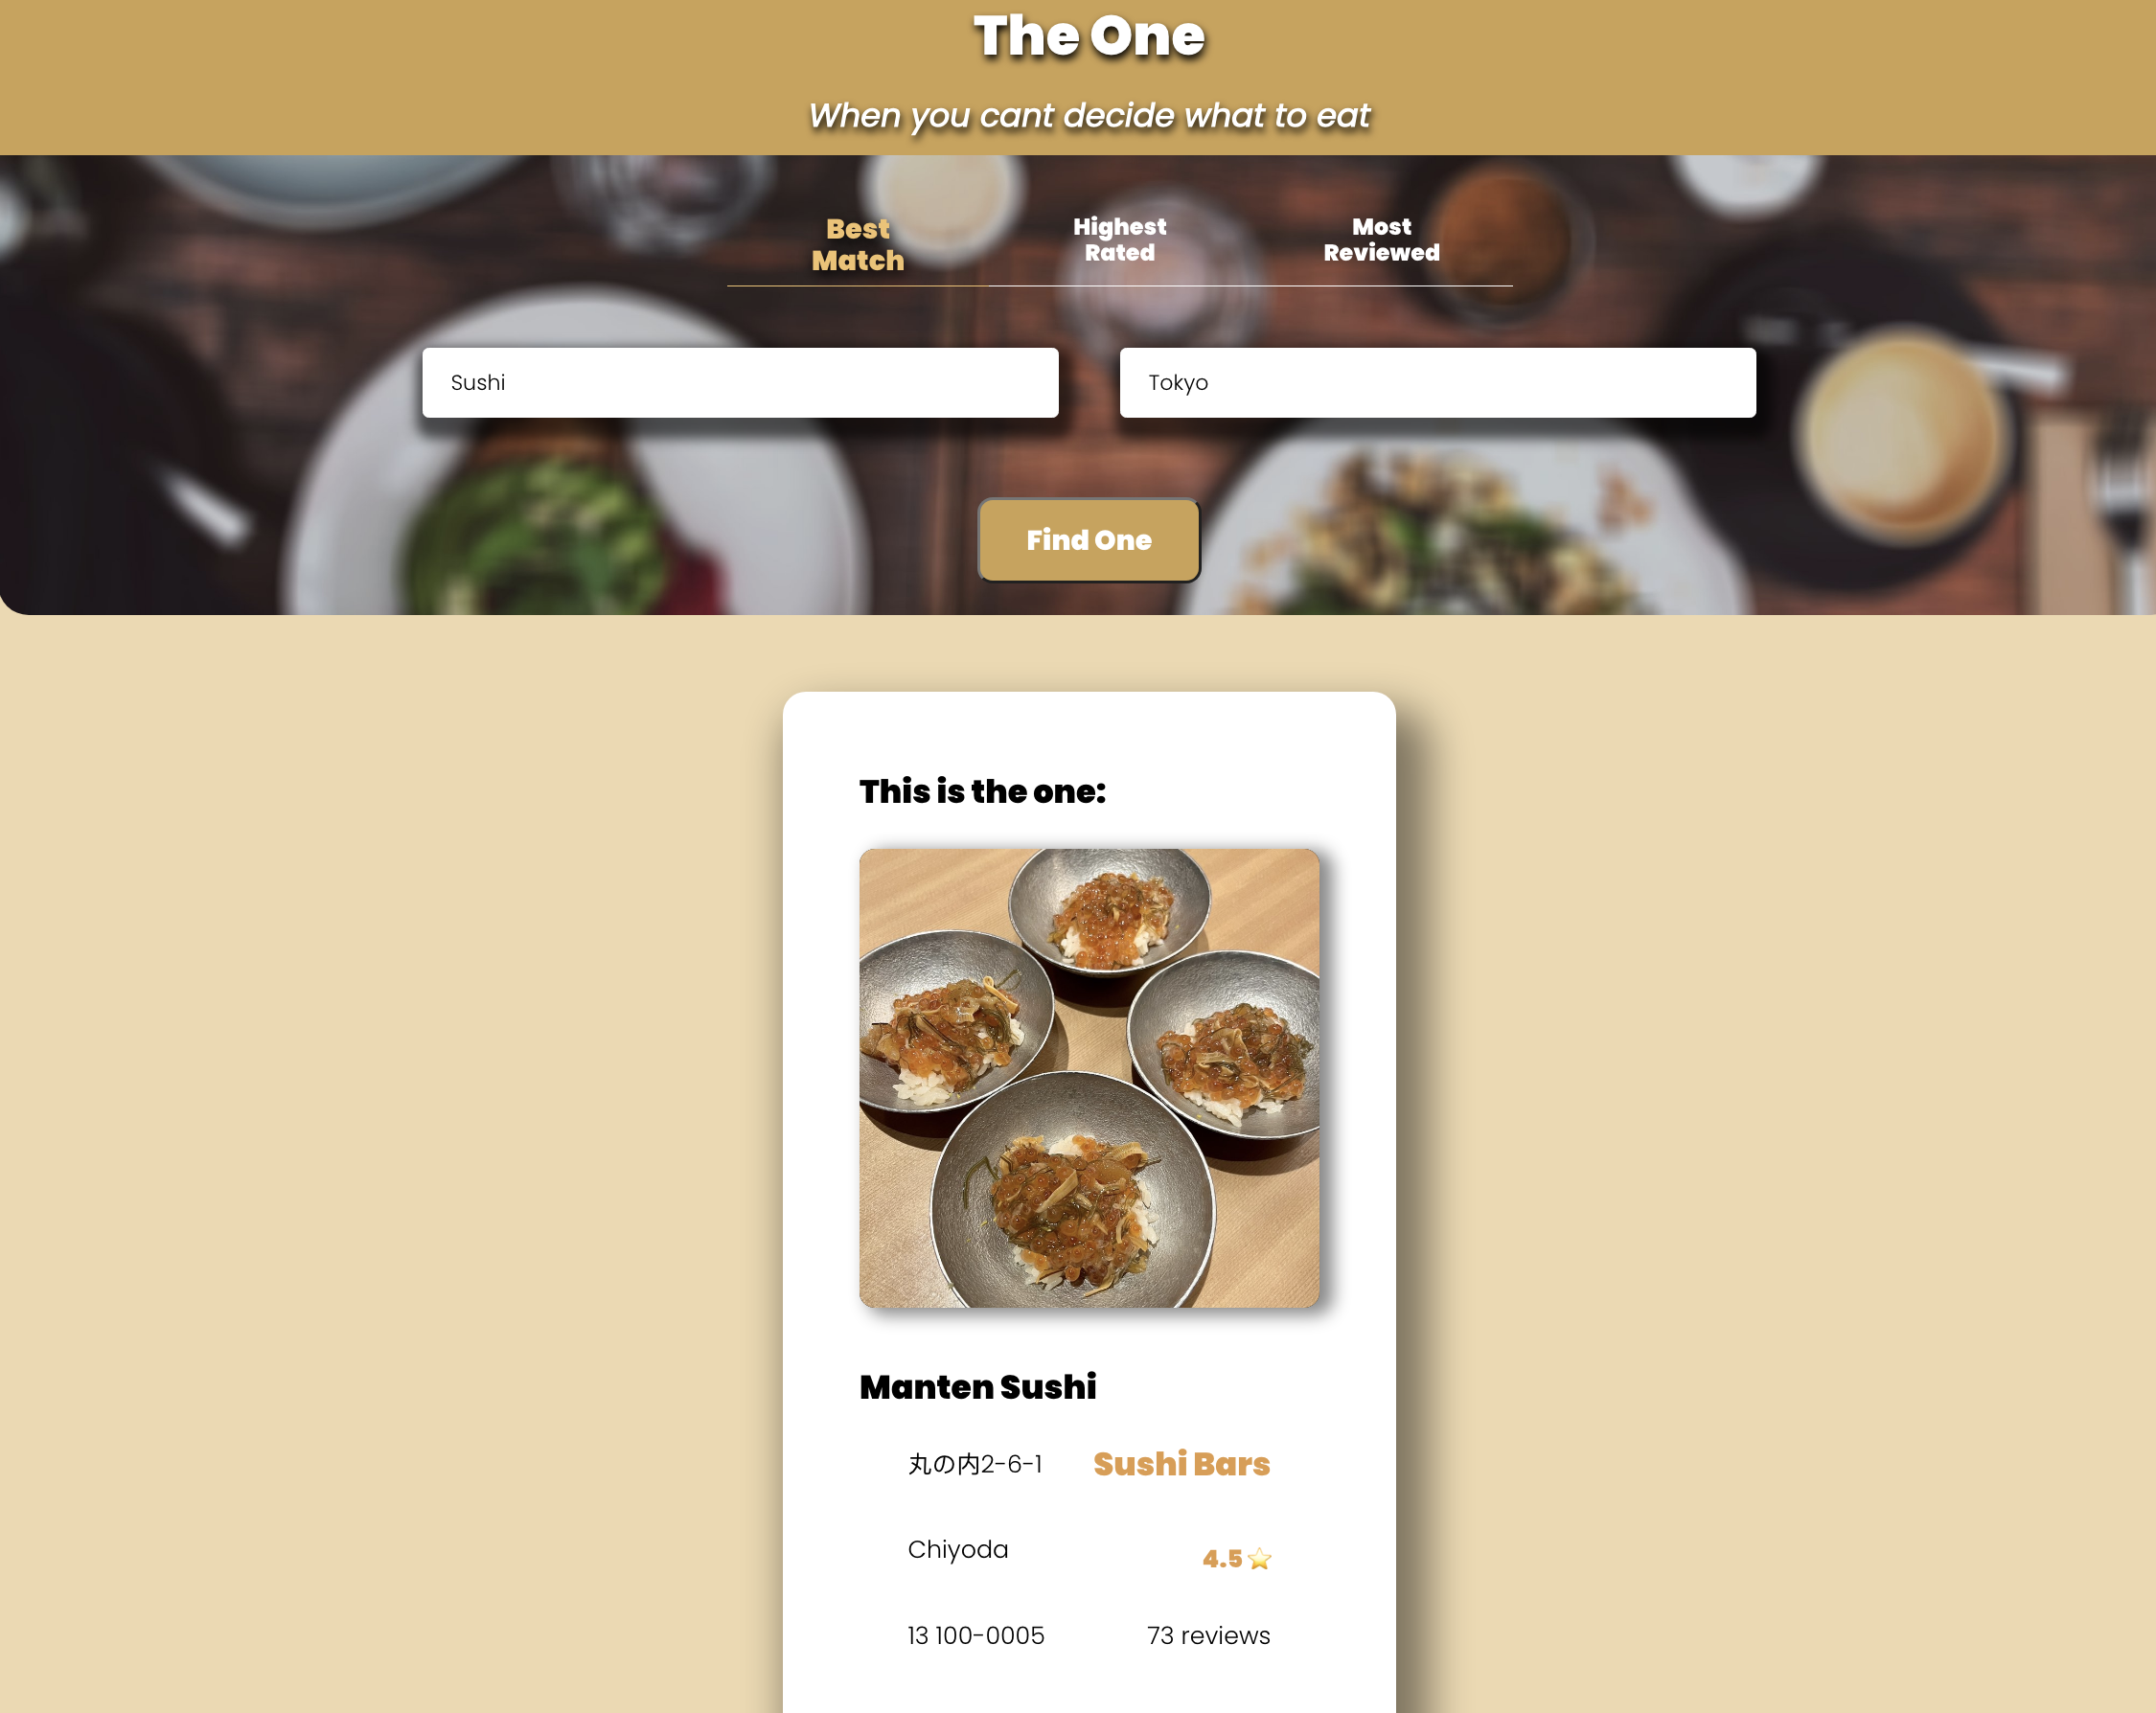 The One
When you cant decide what to eat
Best
Match
Highest
Rated
Most
Reviewed
Sushi
Tokyo
Find One
This is the one:
Manten Sushi
丸の内2-6-1
Sushi Bars
Chiyoda
4.5 ⭐
13 100-0005
73 reviews